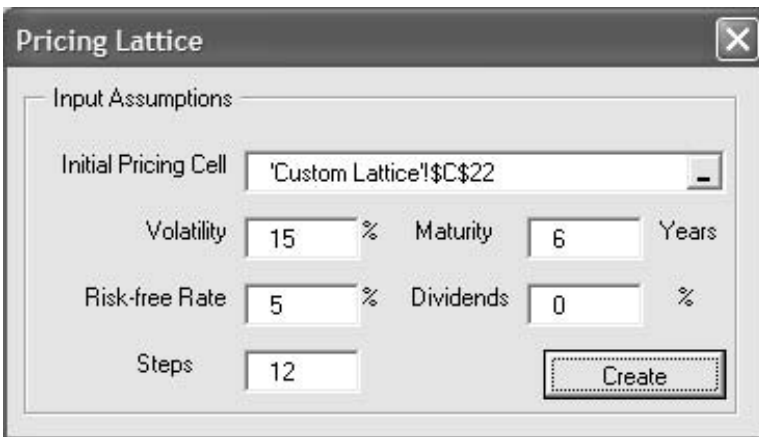 Pricing Lattice
Input Assumptions
Initial Pricing Cell 'Custom Lattice'!$C$22
Volatility 15 % Maturity 6 Years
Risk-free Rate 5 % Dividends 0 %
Steps 12 Create